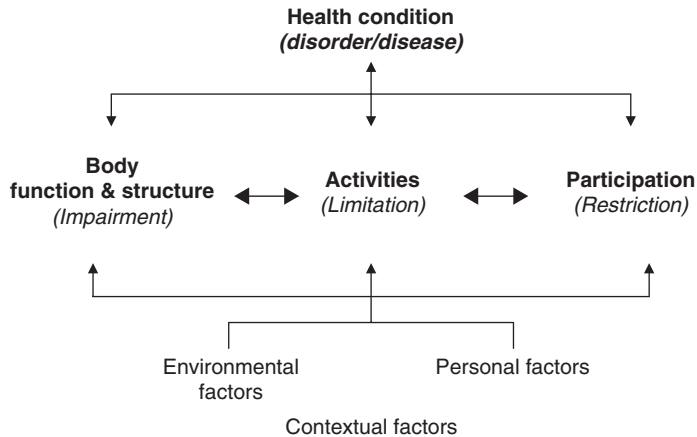 Health condition
(disorder/disease)
Body
function & structure
(Impairment)
Activities
(Limitation)
Participation
(Restriction)
Environmental
factors
Personal factors
Contextual factors